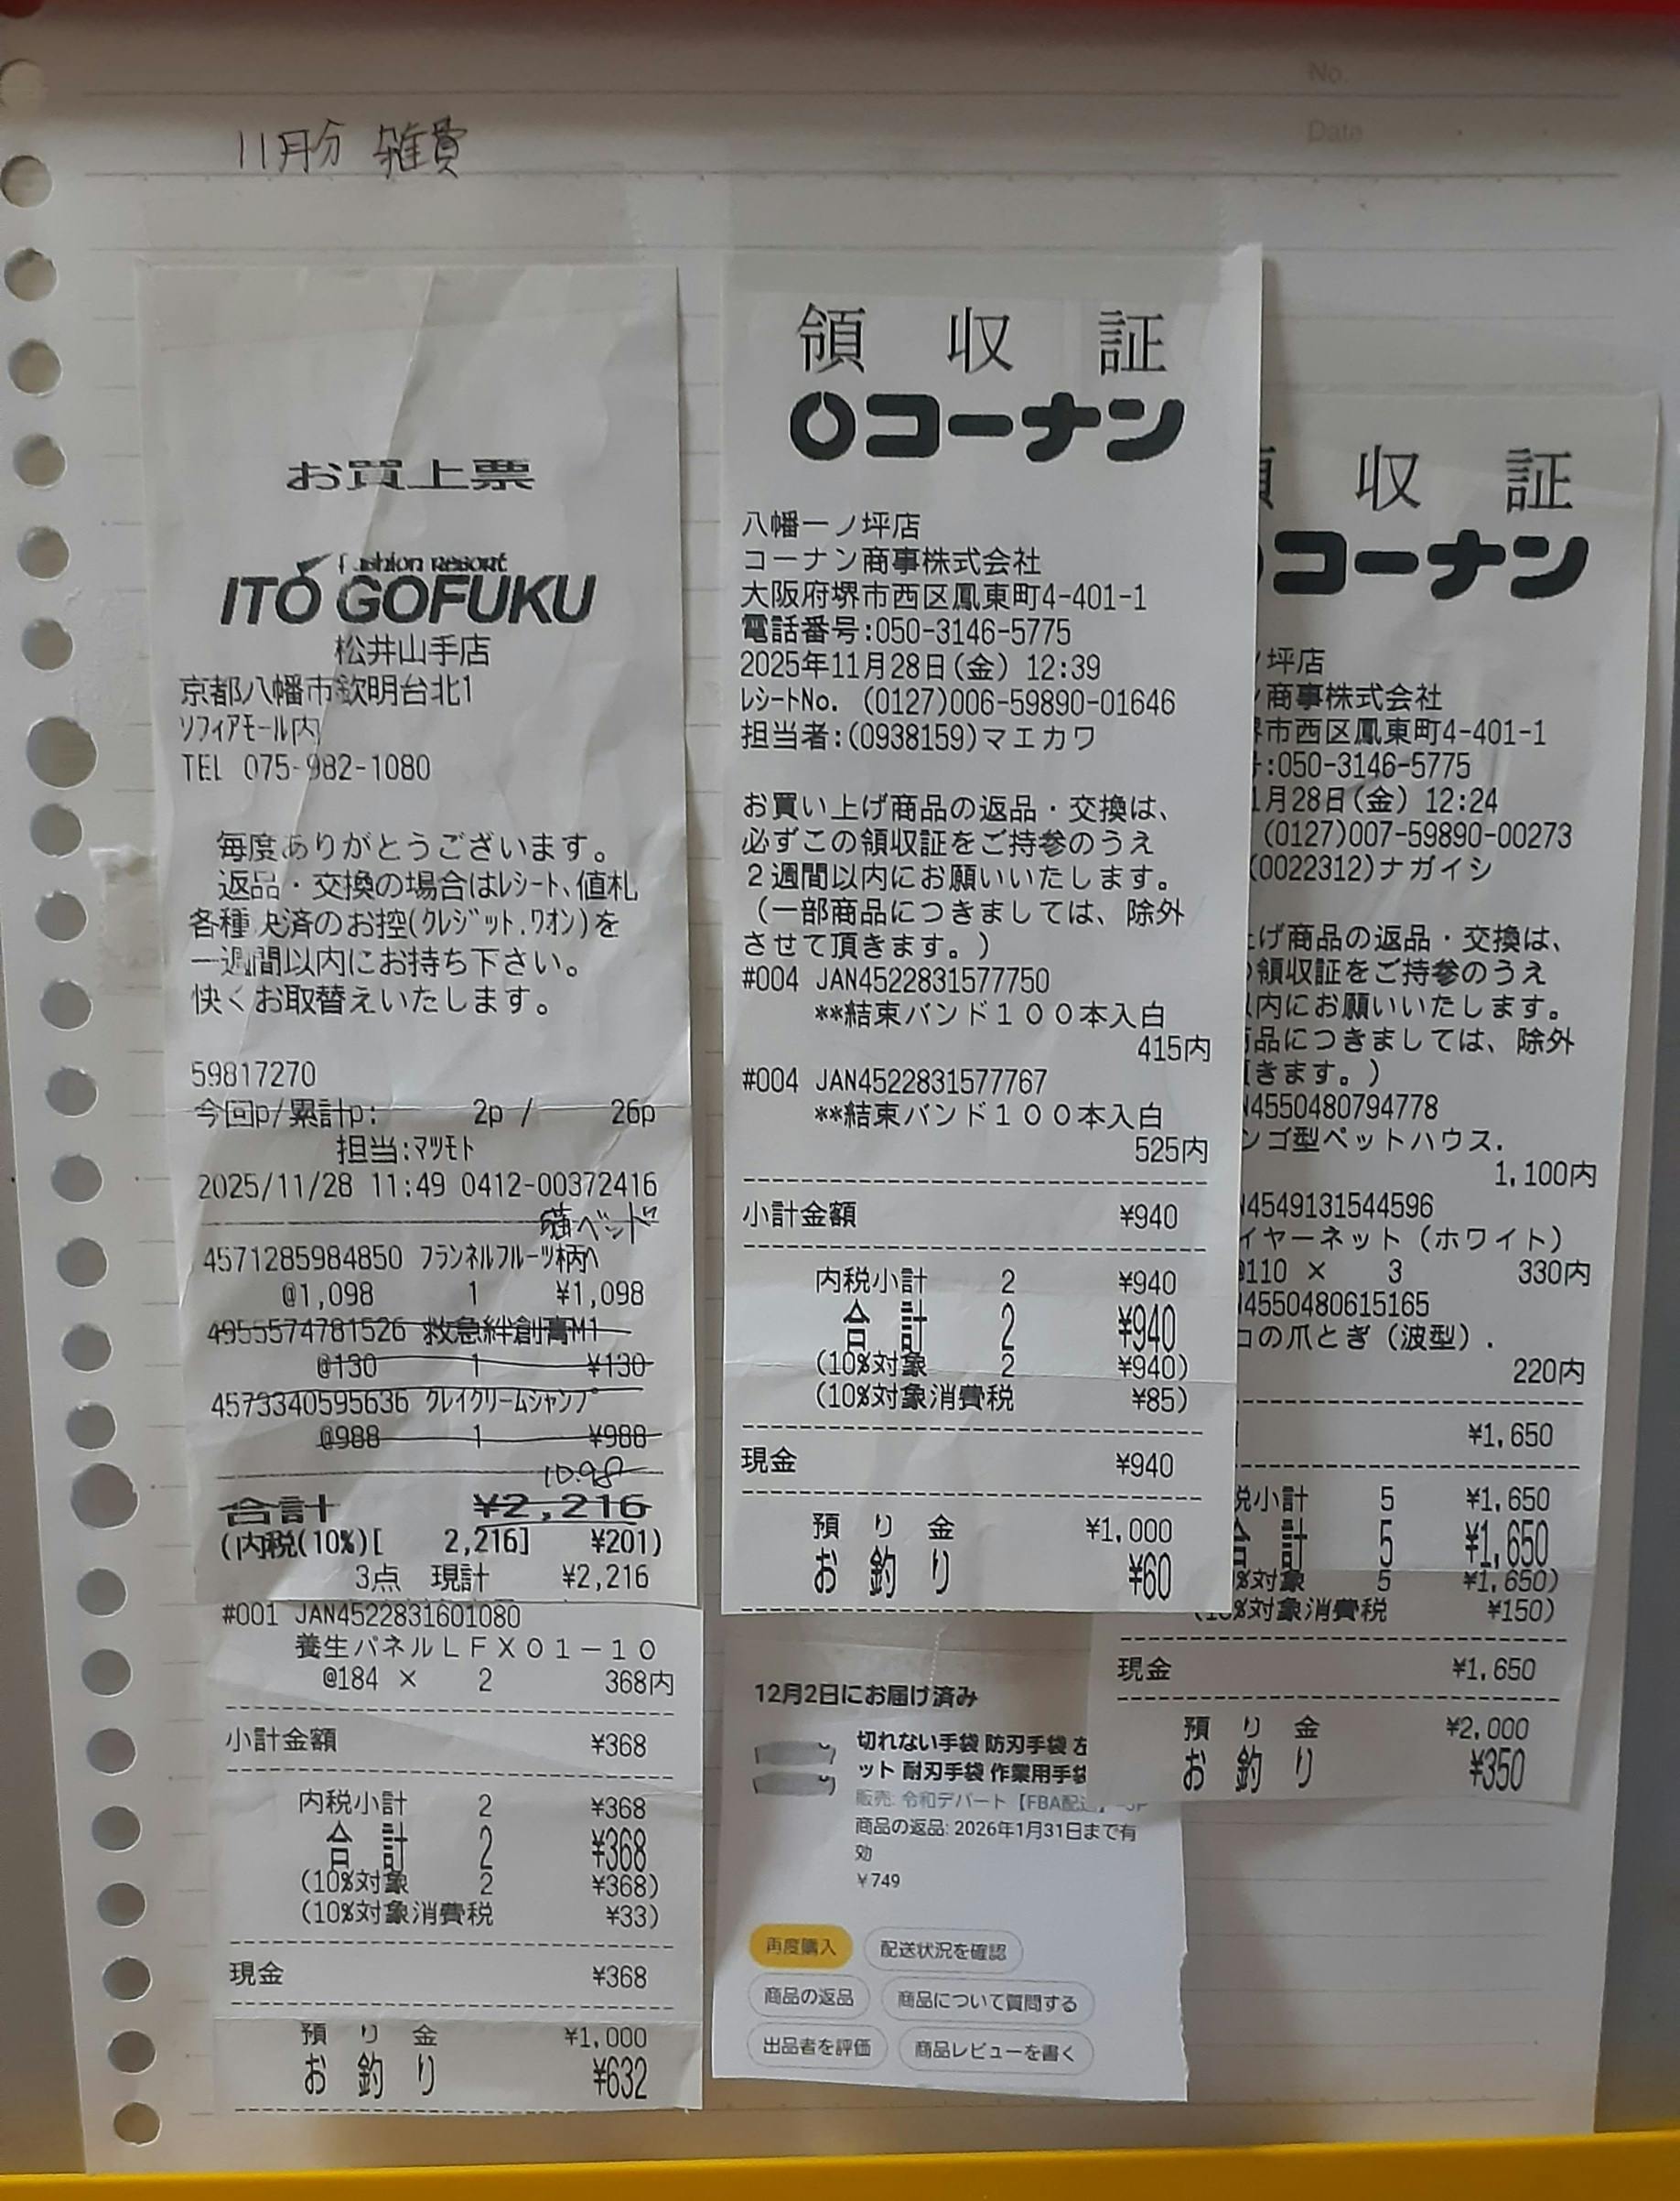 No.
Date
11月分 雑費
お買上票
fashion resort
ITO GOFUKU
松井山手店
京都八幡市欽明台北1
ソフィアモール内
TEL 075-982-1080
毎度ありがとうございます。
返品・交換の場合はレシート、値札
各種決済のお控(クレジット.ワオン)を
一週間以内にお持ち下さい。
快くお取替えいたします。
59817270
今回p/累計p: 2p / 26p
担当:マツモト
2025/11/28 11:49 0412-00372416
猫ベッド
4571285984850 フランネルフルーツ柄ベ
@1,098 1 ¥1,098
4955574781526 救急絆創膏M1
@130 1 ¥130
4573340595636 クレイクリームシャンプ
@988 1 ¥988
1098
合計 ¥2,216
(内税(10%)[ 2,216] ¥201)
3点 現計 ¥2,216
#001 JAN4522831601080
養生パネルLFX01-10
@184 × 2 368内
小計金額 ¥368
内税小計 2 ¥368
合計 2 ¥368
(10%対象 2 ¥368)
(10%対象消費税 ¥33)
現金 ¥368
預り金 ¥1,000
お釣り ¥632
領収証
コーナン
八幡一ノ坪店
コーナン商事株式会社
大阪府堺市西区鳳東町4-401-1
電話番号:050-3146-5775
2025年11月28日(金) 12:39
レシートNo. (0127)006-59890-01646
担当者:(0938159)マエカワ
お買い上げ商品の返品・交換は、
必ずこの領収証をご持参のうえ
2週間以内にお願いいたします。
(一部商品につきましては、除外
させて頂きます。)
#004 JAN4522831577750
**結束バンド100本入白
415内
#004 JAN4522831577767
**結束バンド100本入白
525内
小計金額 ¥940
内税小計 2 ¥940
合計 2 ¥940
(10%対象 2 ¥940)
(10%対象消費税 ¥85)
現金 ¥940
預り金 ¥1,000
お釣り ¥60
12月2日にお届け済み
切れない手袋 防刃手袋 左
ット 耐刃手袋 作業用手袋
販売: 令和デパート【FBA配送】-JP
商品の返品: 2026年1月31日まで有
効
¥749
再度購入 配送状況を確認
商品の返品 商品について質問する
出品者を評価 商品レビューを書く
収証
コーナン
坪店
商事株式会社
市西区鳳東町4-401-1
:050-3146-5775
1月28日(金) 12:24
(0127)007-59890-00273
(0022312)ナガイシ
げ商品の返品・交換は、
領収証をご持参のうえ
内にお願いいたします。
品につきましては、除外
きます。)
4550480794778
ンゴ型ペットハウス.
1,100内
4549131544596
イヤーネット(ホワイト)
@110 × 3 330内
4550480615165
コの爪とぎ(波型).
220内
¥1,650
税小計 5 ¥1,650
合計 5 ¥1,650
%対象 5 ¥1,650)
(10%対象消費税 ¥150)
現金 ¥1,650
預り金 ¥2,000
お釣り ¥350